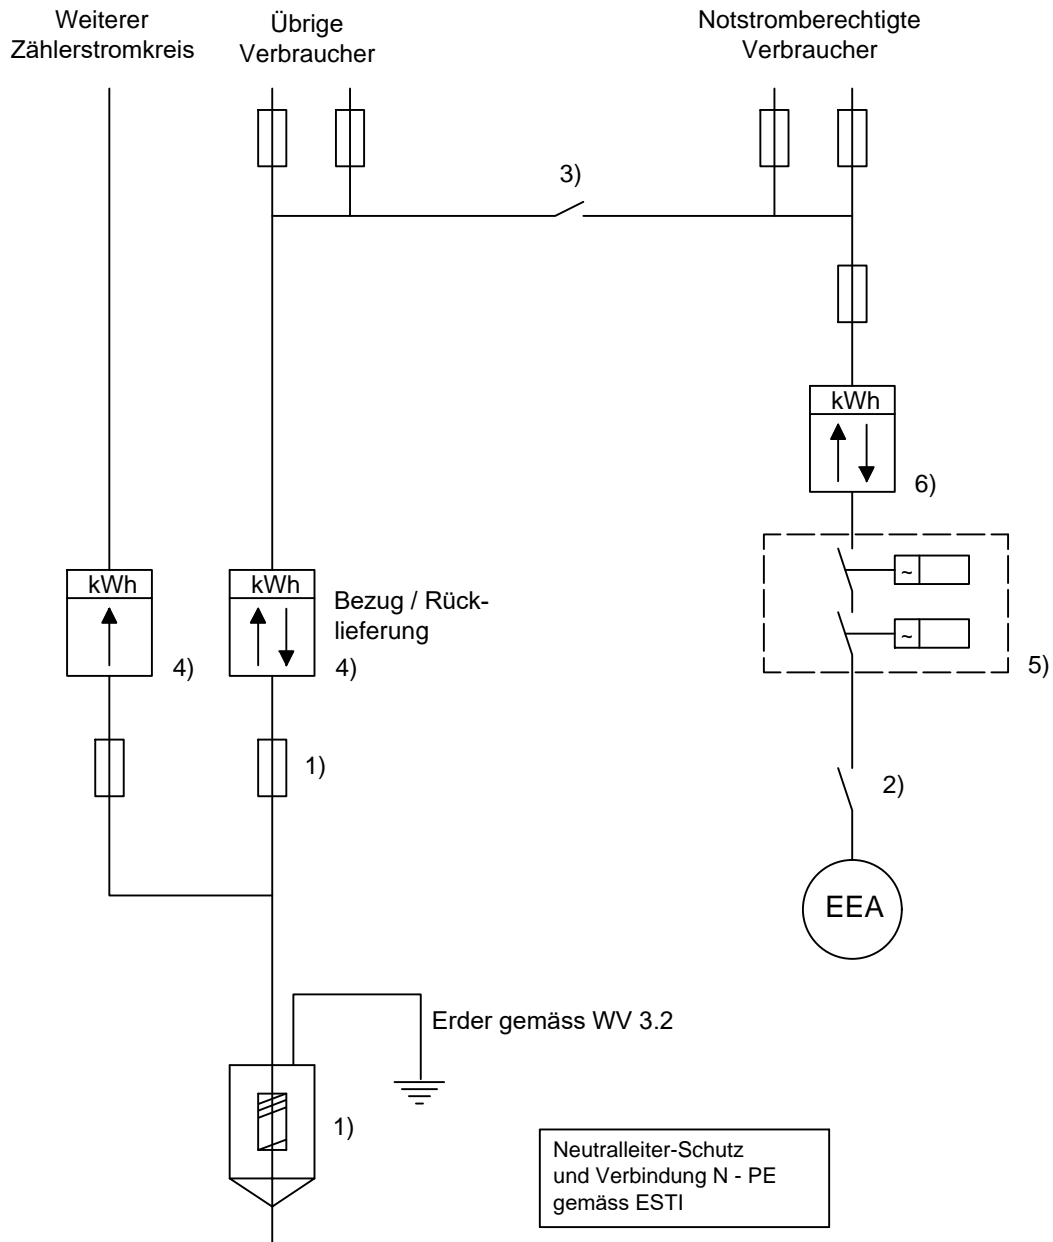 Weiterer
Zählerstromkreis
Übrige
Verbraucher
Notstromberechtigte
Verbraucher
3)
kWh
6)
~
~
5)
kWh
4)
kWh
Bezug / Rück-
lieferung
4)
1)
2)
EEA
Erder gemäss WV 3.2
1)
Neutralleiter-Schutz
und Verbindung N - PE
gemäss ESTI